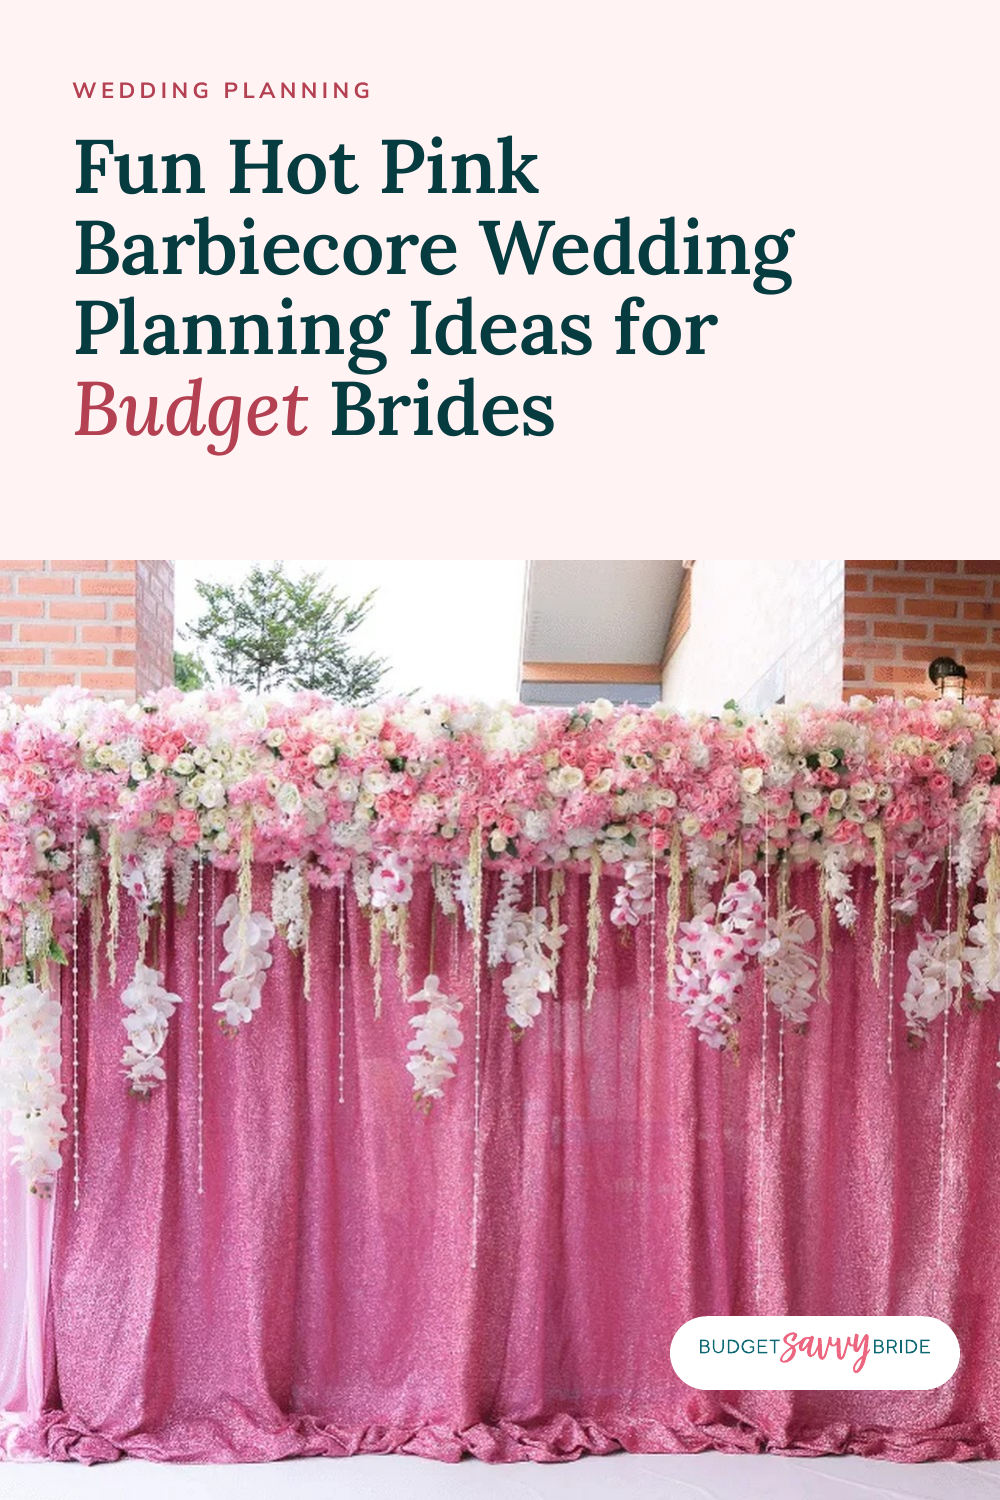 WEDDING PLANNING
Fun Hot Pink
Barbiecore Wedding
Planning Ideas for
Budget Brides
BUDGET savvy BRIDE